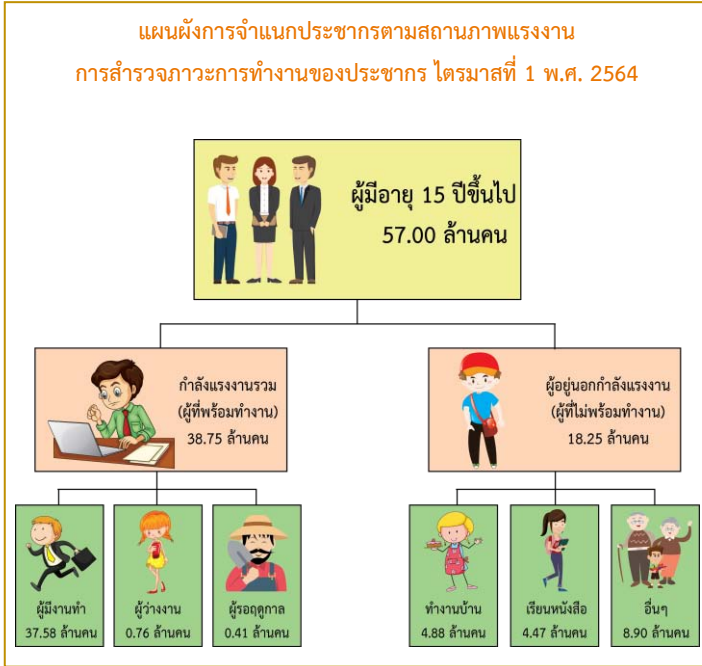 แผนผังการจำแนกประชากรตามสถานภาพแรงงาน
การสำรวจภาวะการทำงานของประชากร ไตรมาสที่ 1 พ.ศ. 2564
ผู้มีอายุ 15 ปีขึ้นไป
57.00 ล้านคน
กำลังแรงงานรวม
(ผู้ที่พร้อมทำงาน)
38.75 ล้านคน
ผู้อยู่นอกกำลังแรงงาน
(ผู้ที่ไม่พร้อมทำงาน)
18.25 ล้านคน
ผู้มีงานทำ
37.58 ล้านคน
ผู้ว่างงาน
0.76 ล้านคน
ผู้รอฤดูกาล
0.41 ล้านคน
ทำงานบ้าน
4.88 ล้านคน
เรียนหนังสือ
4.47 ล้านคน
อื่นๆ
8.90 ล้านคน